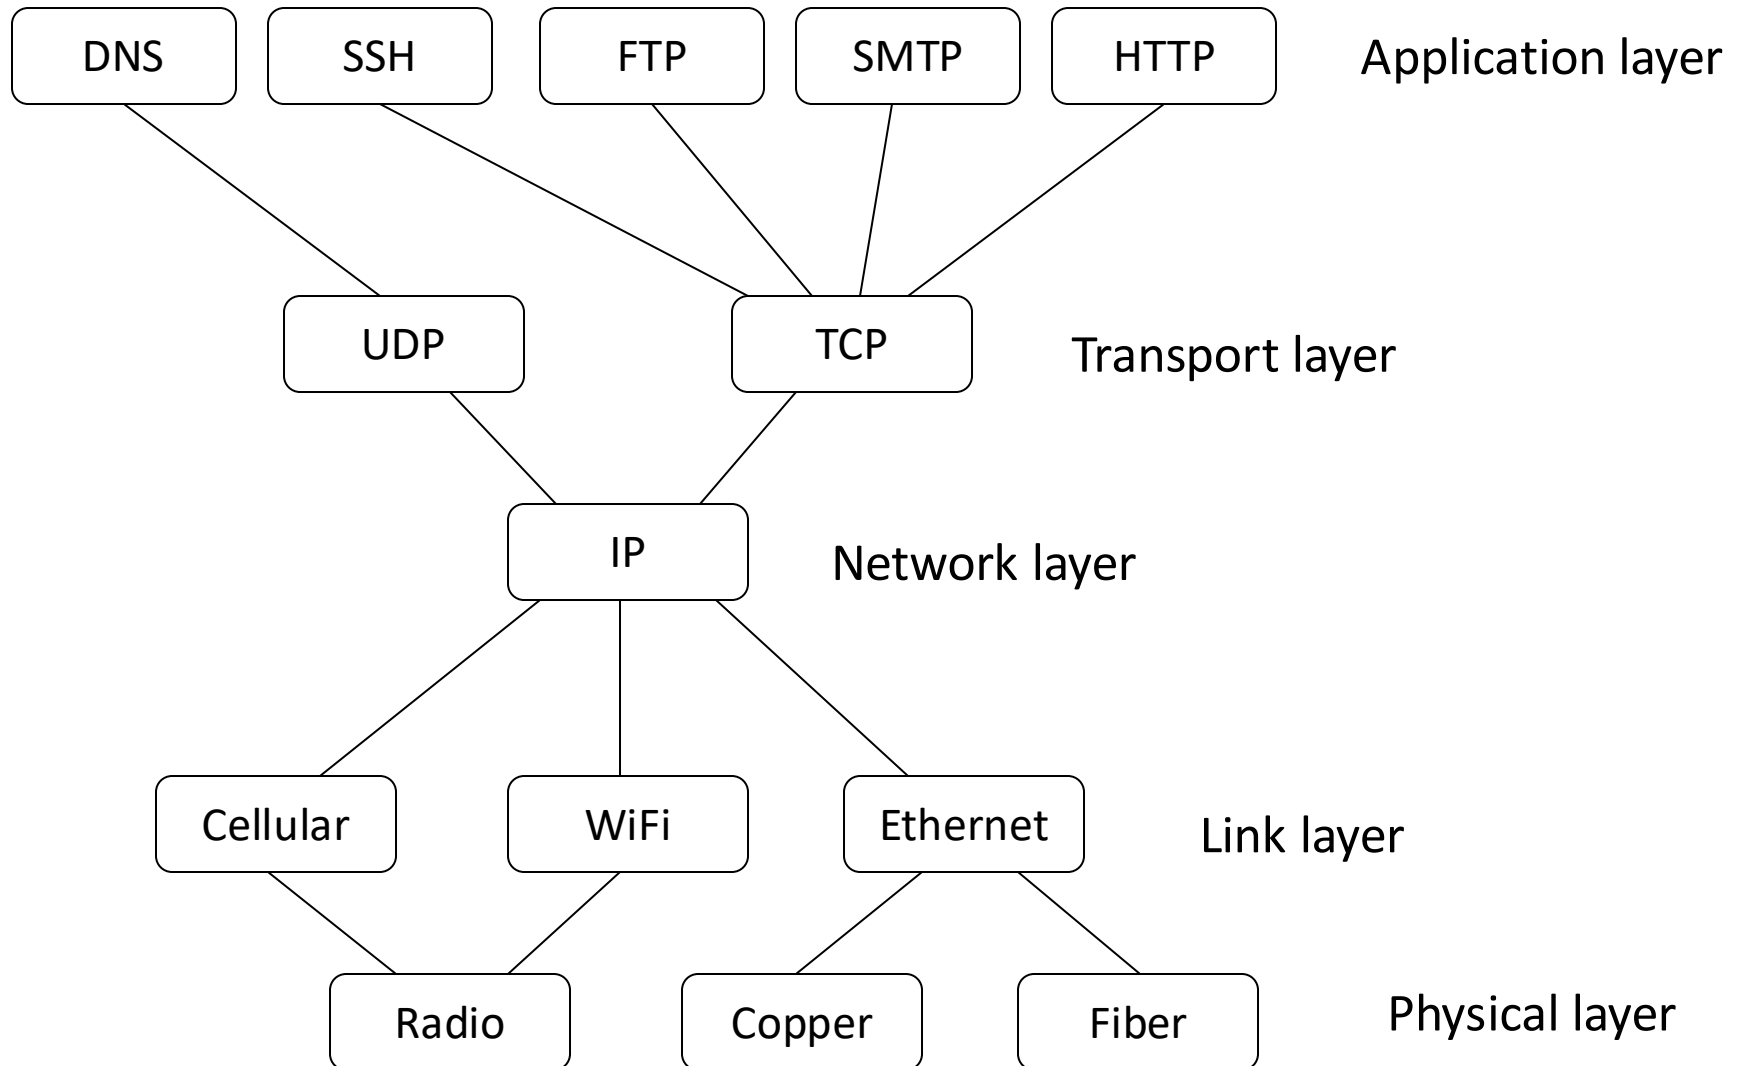 DNS SSH FTP SMTP HTTP Application layer
UDP TCP Transport layer
IP Network layer
Cellular WiFi Ethernet Link layer
Radio Copper Fiber Physical layer